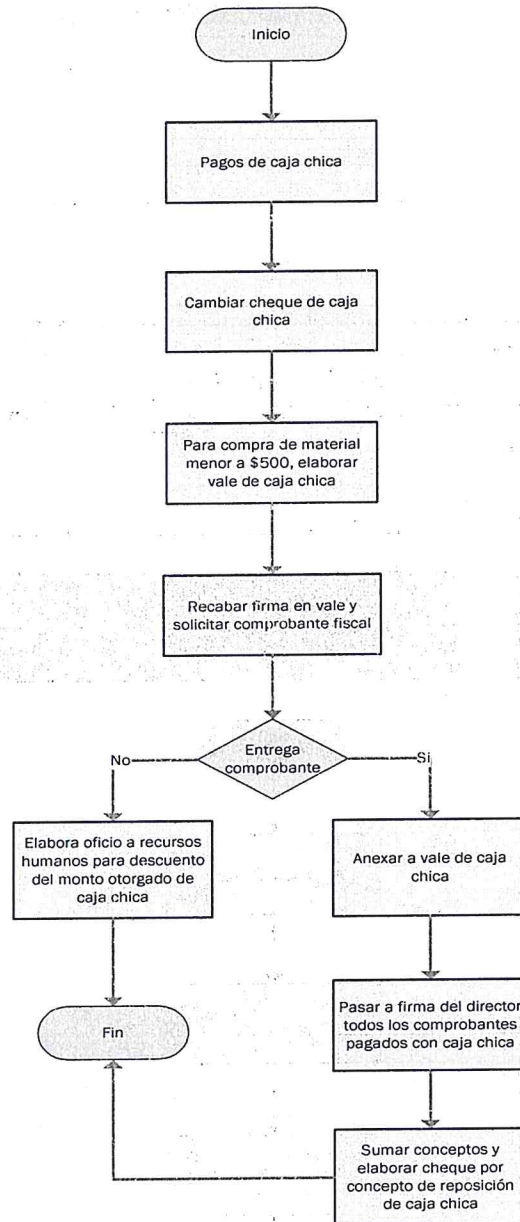 Inicio
Pagos de caja chica
Cambiar cheque de caja
chica
Para compra de material
menor a $500, elaborar
vale de caja chica
Recabar firma en vale y
solicitar comprobante fiscal
Entrega
comprobante
No
Si
Elabora oficio a recursos
humanos para descuento
del monto otorgado de
caja chica
Anexar a vale de caja
chica
Pasar a firma del director
todos los comprobantes
pagados con caja chica
Fin
Sumar conceptos y
elaborar cheque por
concepto de reposición
de caja chica